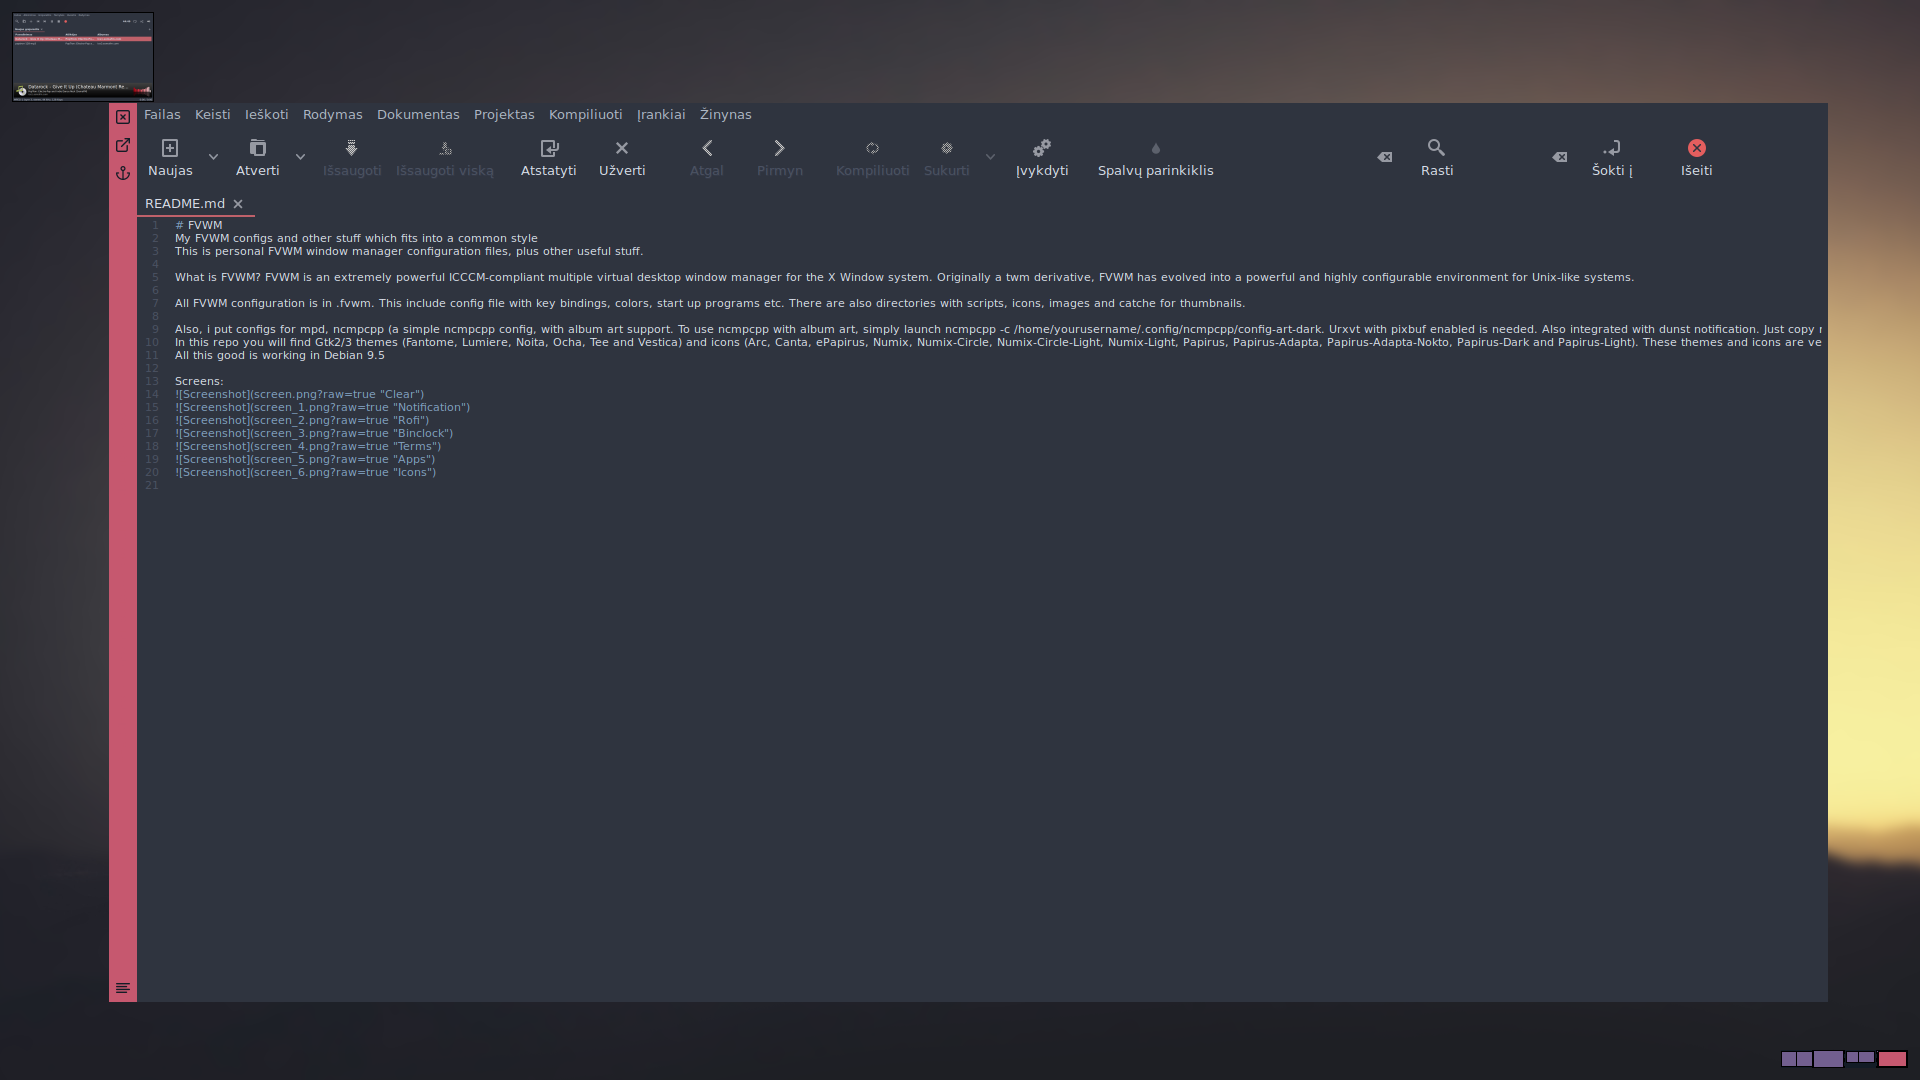 Datarock - Give It Up (Chateau Marmont Re...
Failas Keisti Ieškoti Rodymas Dokumentas Projektas Kompiliuoti Įrankiai Žinynas
Naujas Atverti Išsaugoti Išsaugoti viską Atstatyti Užverti Atgal Pirmyn Kompiliuoti Sukurti Įvykdyti Spalvų parinkiklis Rasti Šokti į Išeiti
README.md
1 # FVWM
2 My FVWM configs and other stuff which fits into a common style
3 This is personal FVWM window manager configuration files, plus other useful stuff.
4
5 What is FVWM? FVWM is an extremely powerful ICCCM-compliant multiple virtual desktop window manager for the X Window system. Originally a twm derivative, FVWM has evolved into a powerful and highly configurable environment for Unix-like systems.
6
7 All FVWM configuration is in .fvwm. This include config file with key bindings, colors, start up programs etc. There are also directories with scripts, icons, images and catche for thumbnails.
8
9 Also, i put configs for mpd, ncmpcpp (a simple ncmpcpp config, with album art support. To use ncmpcpp with album art, simply launch ncmpcpp -c /home/yourusername/.config/ncmpcpp/config-art-dark. Urxvt with pixbuf enabled is needed. Also integrated with dunst notification. Just copy
10 In this repo you will find Gtk2/3 themes (Fantome, Lumiere, Noita, Ocha, Tee and Vestica) and icons (Arc, Canta, ePapirus, Numix, Numix-Circle, Numix-Circle-Light, Numix-Light, Papirus, Papirus-Adapta, Papirus-Adapta-Nokto, Papirus-Dark and Papirus-Light). These themes and icons are ve
11 All this good is working in Debian 9.5
12
13 Screens:
14 ![Screenshot](screen.png?raw=true "Clear")
15 ![Screenshot](screen_1.png?raw=true "Notification")
16 ![Screenshot](screen_2.png?raw=true "Rofi")
17 ![Screenshot](screen_3.png?raw=true "Binclock")
18 ![Screenshot](screen_4.png?raw=true "Terms")
19 ![Screenshot](screen_5.png?raw=true "Apps")
20 ![Screenshot](screen_6.png?raw=true "Icons")
21